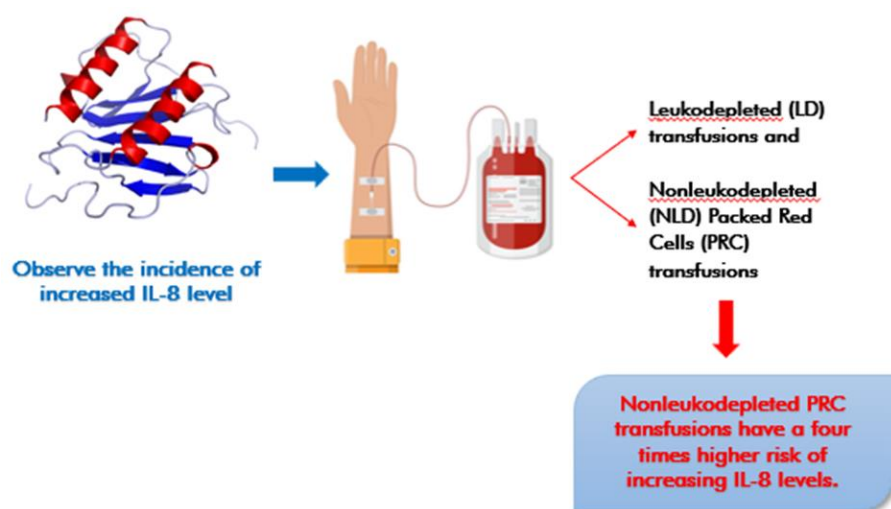 Observe the incidence of
increased IL-8 level
Leukodepleted (LD)
transfusions and
Nonleukodepleted
(NLD) Packed Red
Cells (PRC)
transfusions
Nonleukodepleted PRC
transfusions have a four
times higher risk of
increasing IL-8 levels.